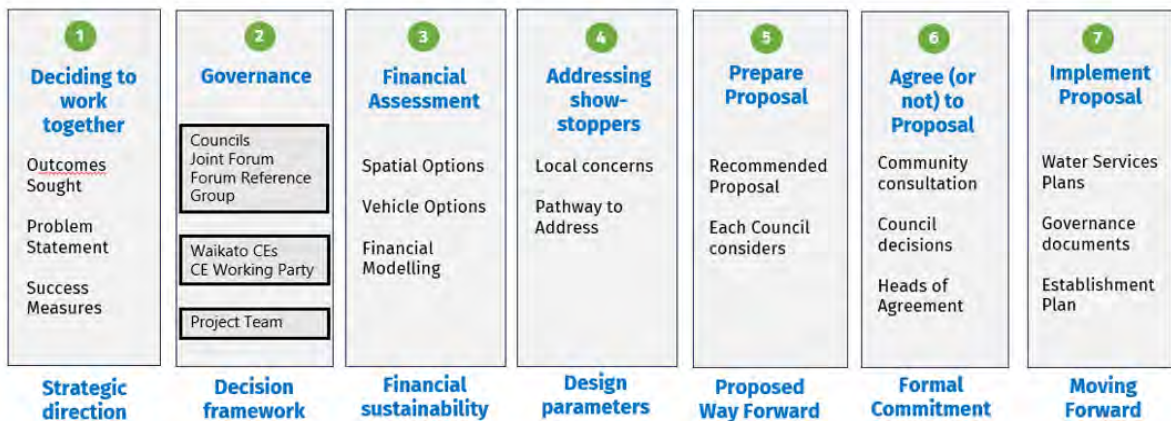 1
Deciding to
work
together
Outcomes
Sought
Problem
Statement
Success
Measures
Strategic
direction
2
Governance
Councils
Joint Forum
Forum Reference
Group
Waikato CEs
CE Working Party
Project Team
Decision
framework
3
Financial
Assessment
Spatial Options
Vehicle Options
Financial
Modelling
Financial
sustainability
4
Addressing
show-
stoppers
Local concerns
Pathway to
Address
Design
parameters
5
Prepare
Proposal
Recommended
Proposal
Each Council
considers
Proposed
Way Forward
6
Agree (or
not) to
Proposal
Community
consultation
Council
decisions
Heads of
Agreement
Formal
Commitment
7
Implement
Proposal
Water Services
Plans
Governance
documents
Establishment
Plan
Moving
Forward